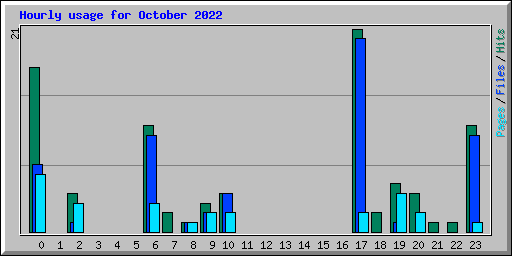 Hourly usage for October 2022
21
Pages/Files/Hits
0 1 2 3 4 5 6 7 8 9 10 11 12 13 14 15 16 17 18 19 20 21 22 23